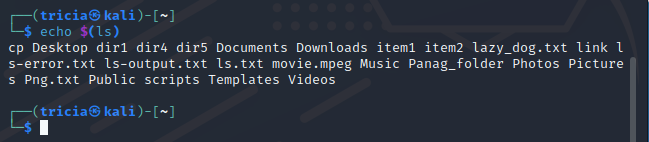 ┌──(tricia㉿kali)-[~]
└─$ echo $(ls)
cp Desktop dir1 dir4 dir5 Documents Downloads item1 item2 lazy_dog.txt link l
s-error.txt ls-output.txt ls.txt movie.mpeg Music Panag_folder Photos Picture
s Png.txt Public scripts Templates Videos
┌──(tricia㉿kali)-[~]
└─$